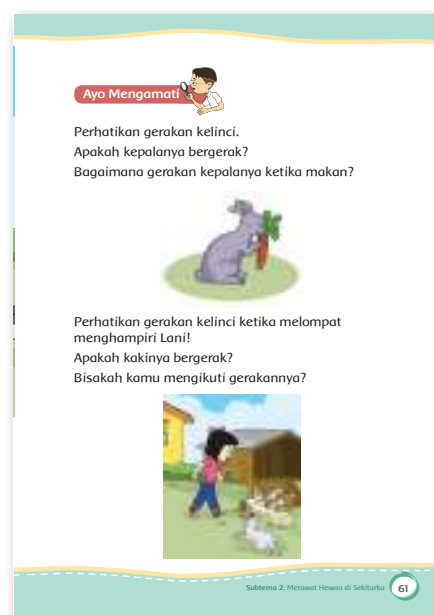 Ayo Mengamati
Perhatikan gerakan kelinci.
Apakah kepalanya bergerak?
Bagaimana gerakan kepalanya ketika makan?
Perhatikan gerakan kelinci ketika melompat
menghampiri Lani!
Apakah kakinya bergerak?
Bisakah kamu mengikuti gerakannya?
Subtema 2: Merawat Hewan di Sekitarku 61